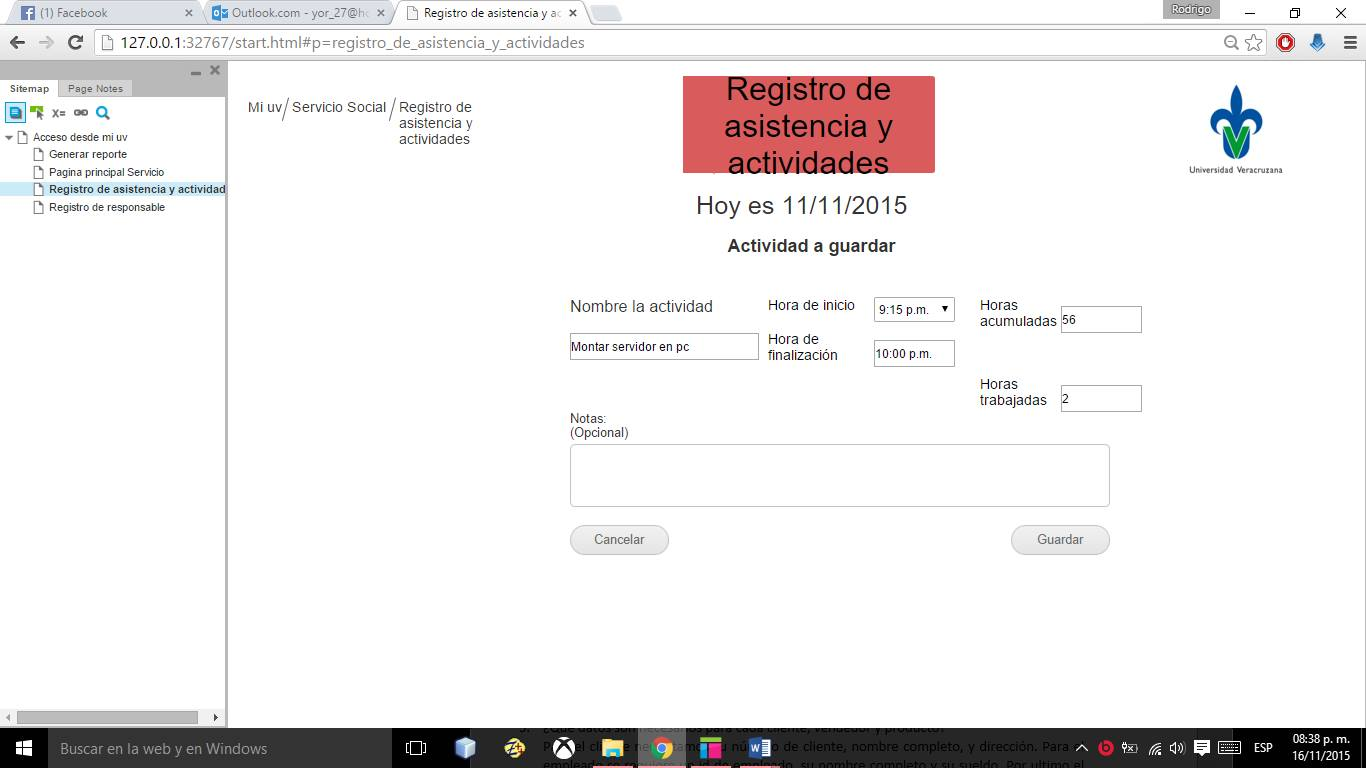 (1) Facebook
Outlook.com - yor_27@ho
Registro de asistencia y ac
Rodrigo
127.0.0.1:32767/start.html#p=registro_de_asistencia_y_actividades
Sitemap
Page Notes
X=
Acceso desde mi uv
Generar reporte
Pagina principal Servicio
Registro de asistencia y actividad
Registro de responsable
Mi uv/ Servicio Social / Registro de
asistencia y
actividades
Registro de
asistencia y
actividades
Universidad Veracruzana
Hoy es 11/11/2015
Actividad a guardar
Nombre la actividad
Montar servidor en pc
Hora de inicio
9:15 p.m.
Hora de
finalización
10:00 p.m.
Horas
acumuladas
56
Horas
trabajadas
2
Notas:
(Opcional)
Cancelar
Guardar
Buscar en la web y en Windows
ESP
08:38 p. m.
16/11/2015